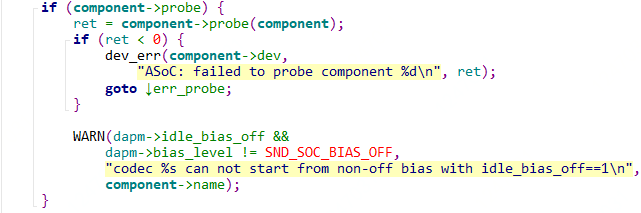 if (component->probe) {
ret = component->probe(component);
if (ret < 0) {
dev_err(component->dev,
"ASoC: failed to probe component %d\n", ret);
goto ↓err_probe;
}
WARN(dapm->idle_bias_off &&
dapm->bias_level != SND_SOC_BIAS_OFF,
"codec %s can not start from non-off bias with idle_bias_off==1\n",
component->name);
}